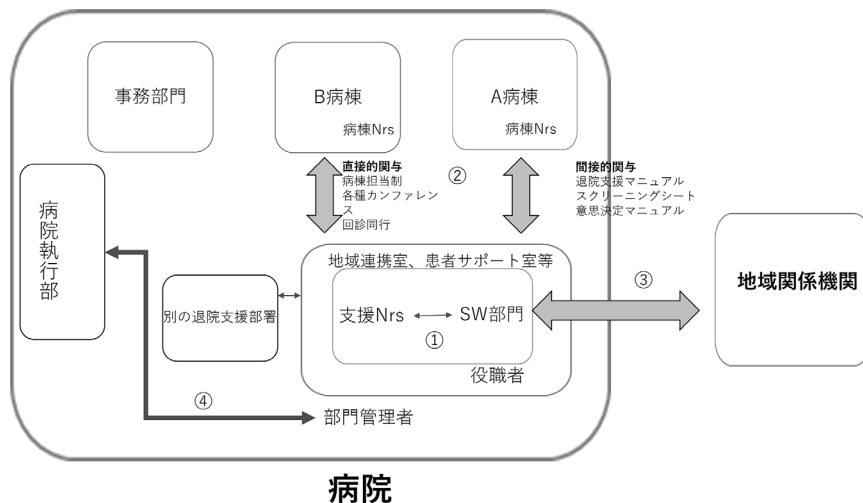 事務部門
B病棟
病棟Nrs
A病棟
病棟Nrs
直接的関与
病棟担当制
各種カンファレン
ス
回診同行
②
間接的関与
退院支援マニュアル
スクリーニングシート
意思決定マニュアル
病院執行部
地域連携室、患者サポート室等
別の退院支援部署
支援Nrs
①
SW部門
役職者
③
地域関係機関
④
部門管理者
病院